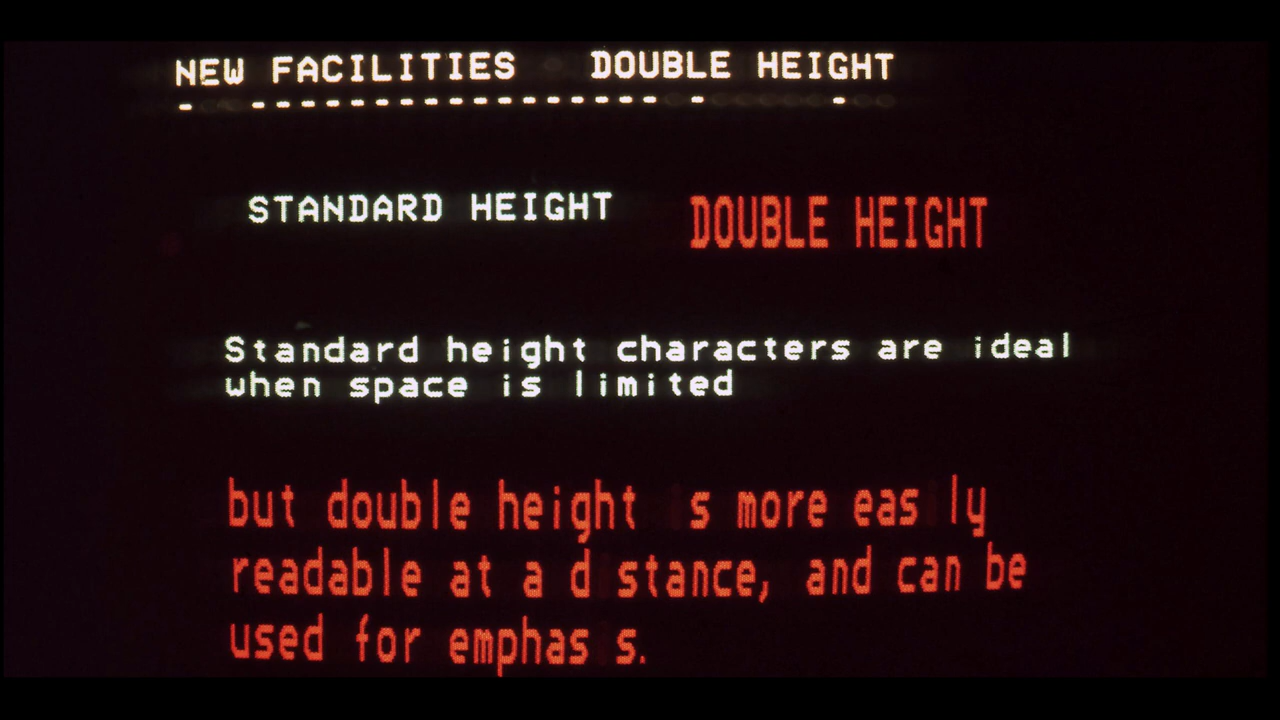 NEW FACILITIES DOUBLE HEIGHT
STANDARD HEIGHT DOUBLE HEIGHT
Standard height characters are ideal
when space is limited
but double height s more eas ly
readable at a d stance, and can be
used for emphas s.